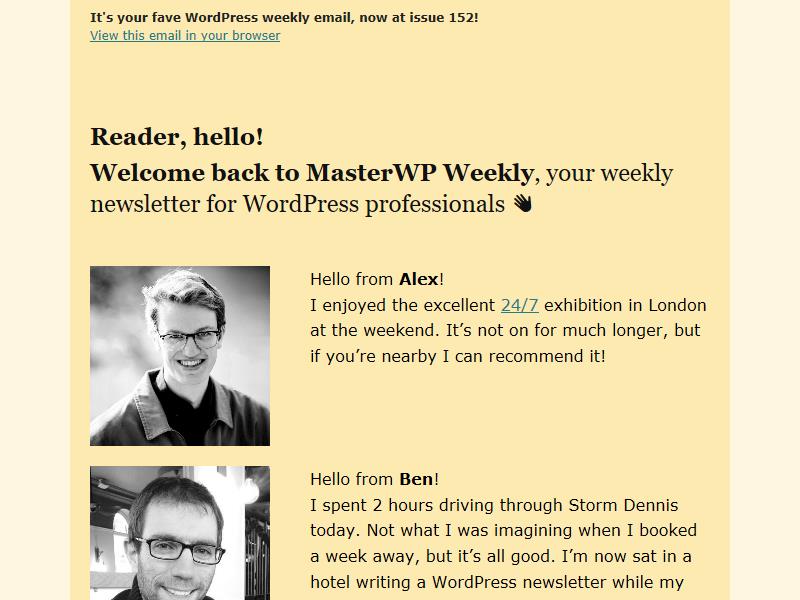 It's your fave WordPress weekly email, now at issue 152!
View this email in your browser
Reader, hello!
Welcome back to MasterWP Weekly, your weekly
newsletter for WordPress professionals 👋
Hello from Alex!
I enjoyed the excellent 24/7 exhibition in London
at the weekend. It’s not on for much longer, but
if you’re nearby I can recommend it!
Hello from Ben!
I spent 2 hours driving through Storm Dennis
today. Not what I was imagining when I booked
a week away, but it’s all good. I’m now sat in a
hotel writing a WordPress newsletter while my